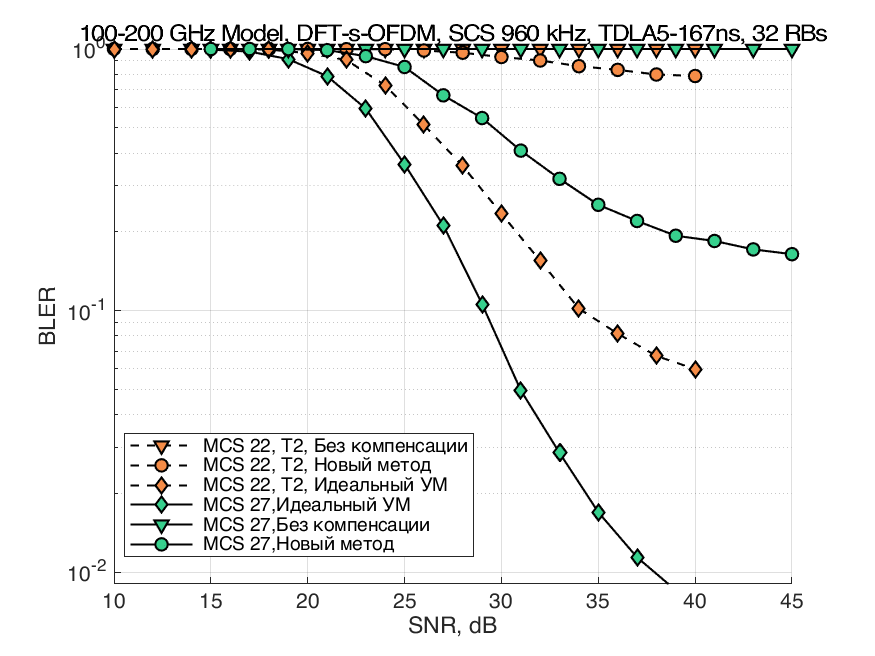 100-200 GHz Model, DFT-s-OFDM, SCS 960 kHz, TDLA5-167ns, 32 RBs
10^0
10^-1
10^-2
BLER
MCS 22, T2, Без компенсации
MCS 22, T2, Новый метод
MCS 22, T2, Идеальный УМ
MCS 27,Идеальный УМ
MCS 27,Без компенсации
MCS 27,Новый метод
10 15 20 25 30 35 40 45
SNR, dB